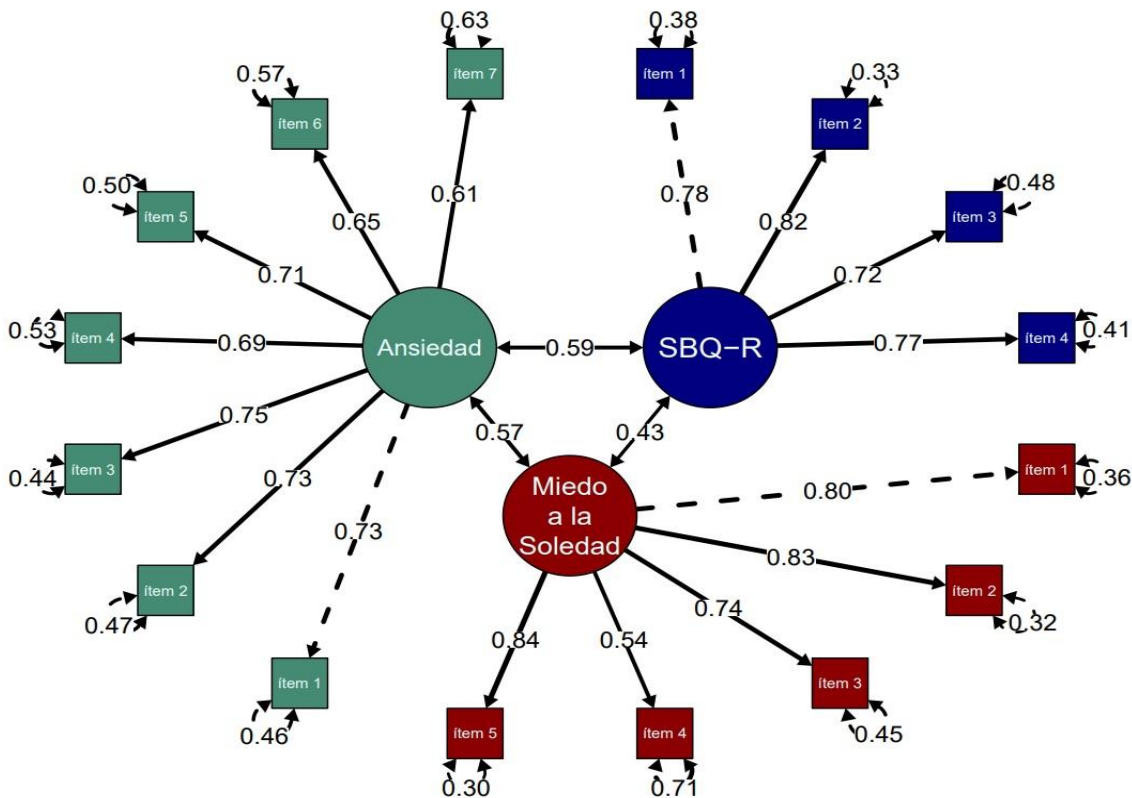 0.63
0.38
ítem 7
ítem 1
0.57
0.33
ítem 6
ítem 2
0.50
0.48
ítem 5
ítem 3
0.61
0.78
0.65
0.82
0.71
0.72
0.53
ítem 4
0.69
Ansiedad
0.59
SBQ−R
0.77
ítem 4
0.41
0.75
0.57
0.43
0.44
ítem 3
0.73
0.80
ítem 1
0.36
Miedo
a la
Soledad
0.73
0.83
0.47
ítem 2
0.74
ítem 2
0.32
0.84
0.54
ítem 1
ítem 3
0.46
ítem 5
ítem 4
0.45
0.30
0.71